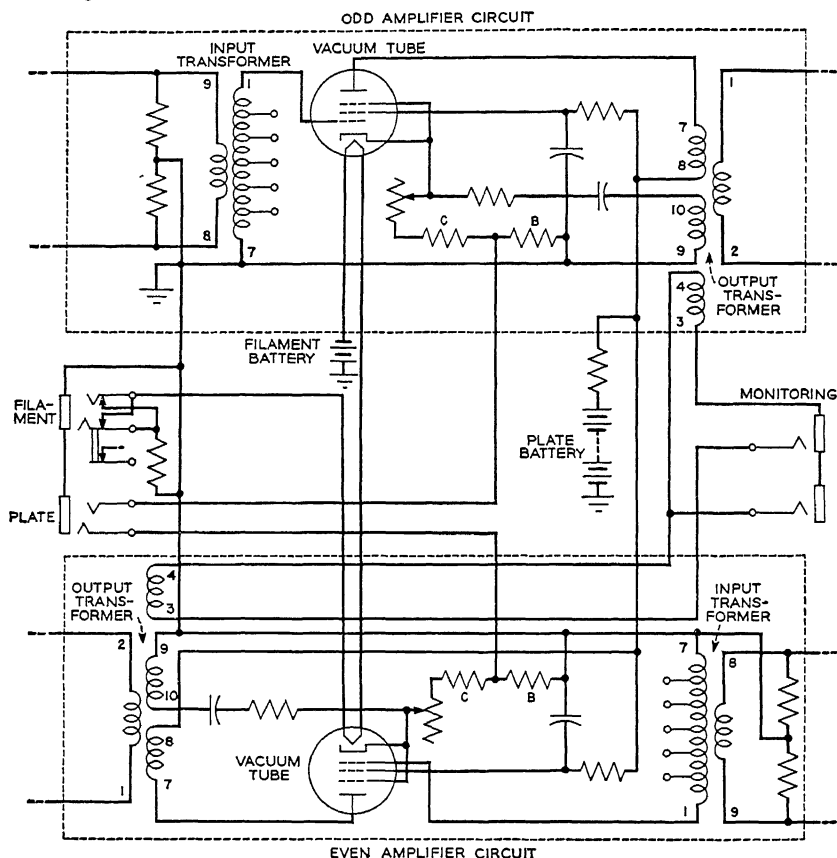 ODD AMPLIFIER CIRCUIT
INPUT
TRANSFORMER
VACUUM TUBE
9
1
8
7
7
8
10
9
1
2
C
B
OUTPUT
TRANS-
FORMER
4
3
FILAMENT
BATTERY
FILA-
MENT
PLATE
PLATE
BATTERY
MONITORING
OUTPUT
TRANS-
FORMER
4
3
INPUT
TRANS-
FORMER
2
9
10
8
7
1
C
B
VACUUM
TUBE
7
8
1
9
EVEN AMPLIFIER CIRCUIT